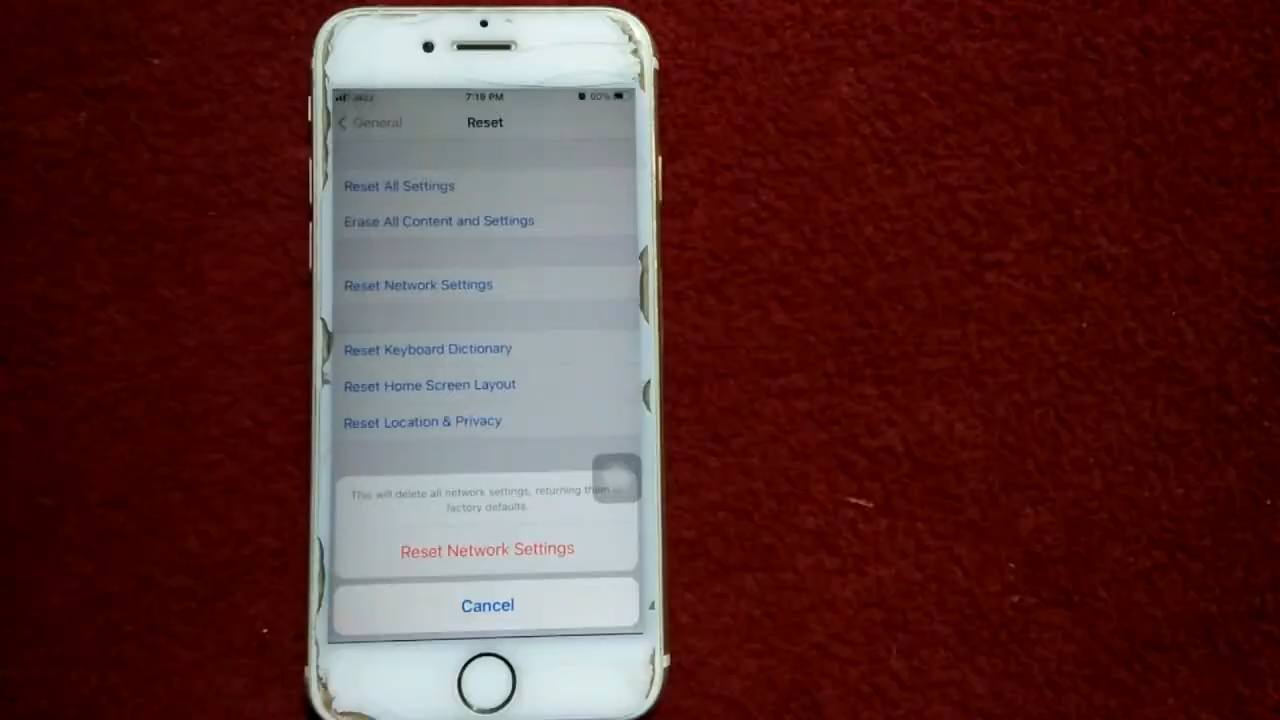 7:19 PM
60%
General
Reset
Reset All Settings
Erase All Content and Settings
Reset Network Settings
Reset Keyboard Dictionary
Reset Home Screen Layout
Reset Location & Privacy
This will delete all network settings, returning them
factory defaults.
Reset Network Settings
Cancel